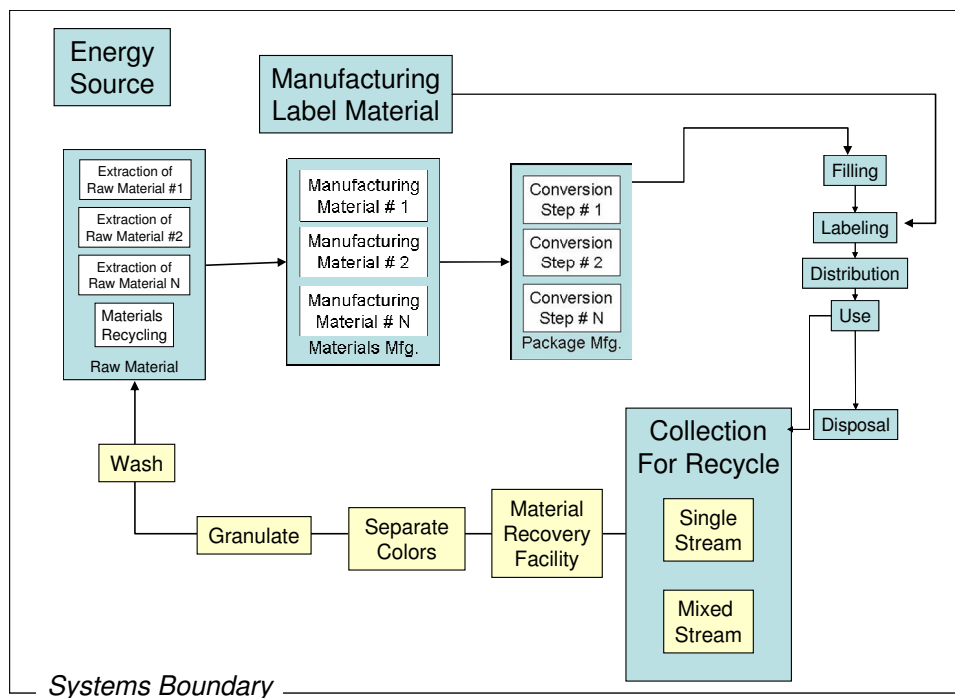 Energy
Source
Manufacturing
Label Material
Extraction of
Raw Material #1
Extraction of
Raw Material #2
Extraction of
Raw Material N
Materials
Recycling
Raw Material
Manufacturing
Material # 1
Manufacturing
Material # 2
Manufacturing
Material # N
Materials Mfg.
Conversion
Step # 1
Conversion
Step # 2
Conversion
Step # N
Package Mfg.
Filling
Labeling
Distribution
Use
Disposal
Collection
For Recycle
Single
Stream
Mixed
Stream
Material
Recovery
Facility
Separate
Colors
Granulate
Wash
Systems Boundary